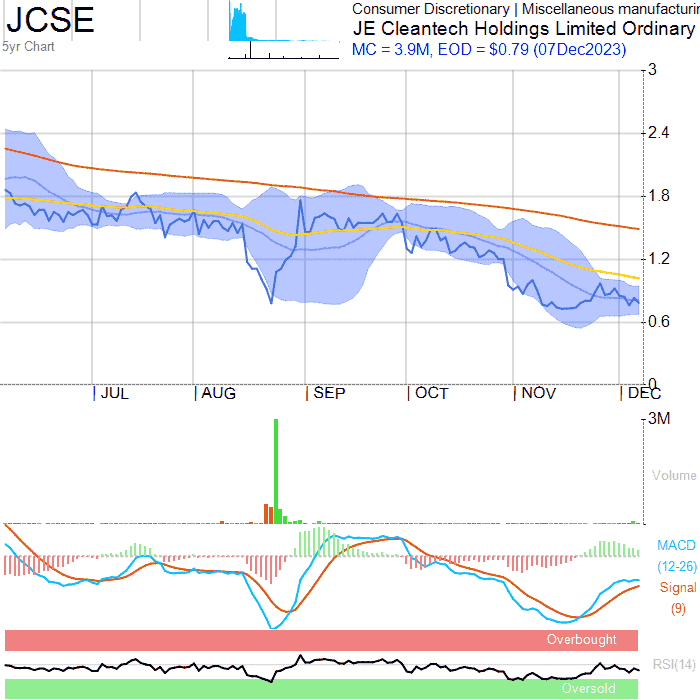 JCSE
5yr Chart
Consumer Discretionary | Miscellaneous manufacturin
JE Cleantech Holdings Limited Ordinary
MC = 3.9M, EOD = $0.79 (07Dec2023)
3
2.4
1.8
1.2
0.6
0
JUL AUG SEP OCT NOV DEC
3M
Volume
MACD
(12-26)
Signal
(9)
Overbought
RSI(14)
Oversold